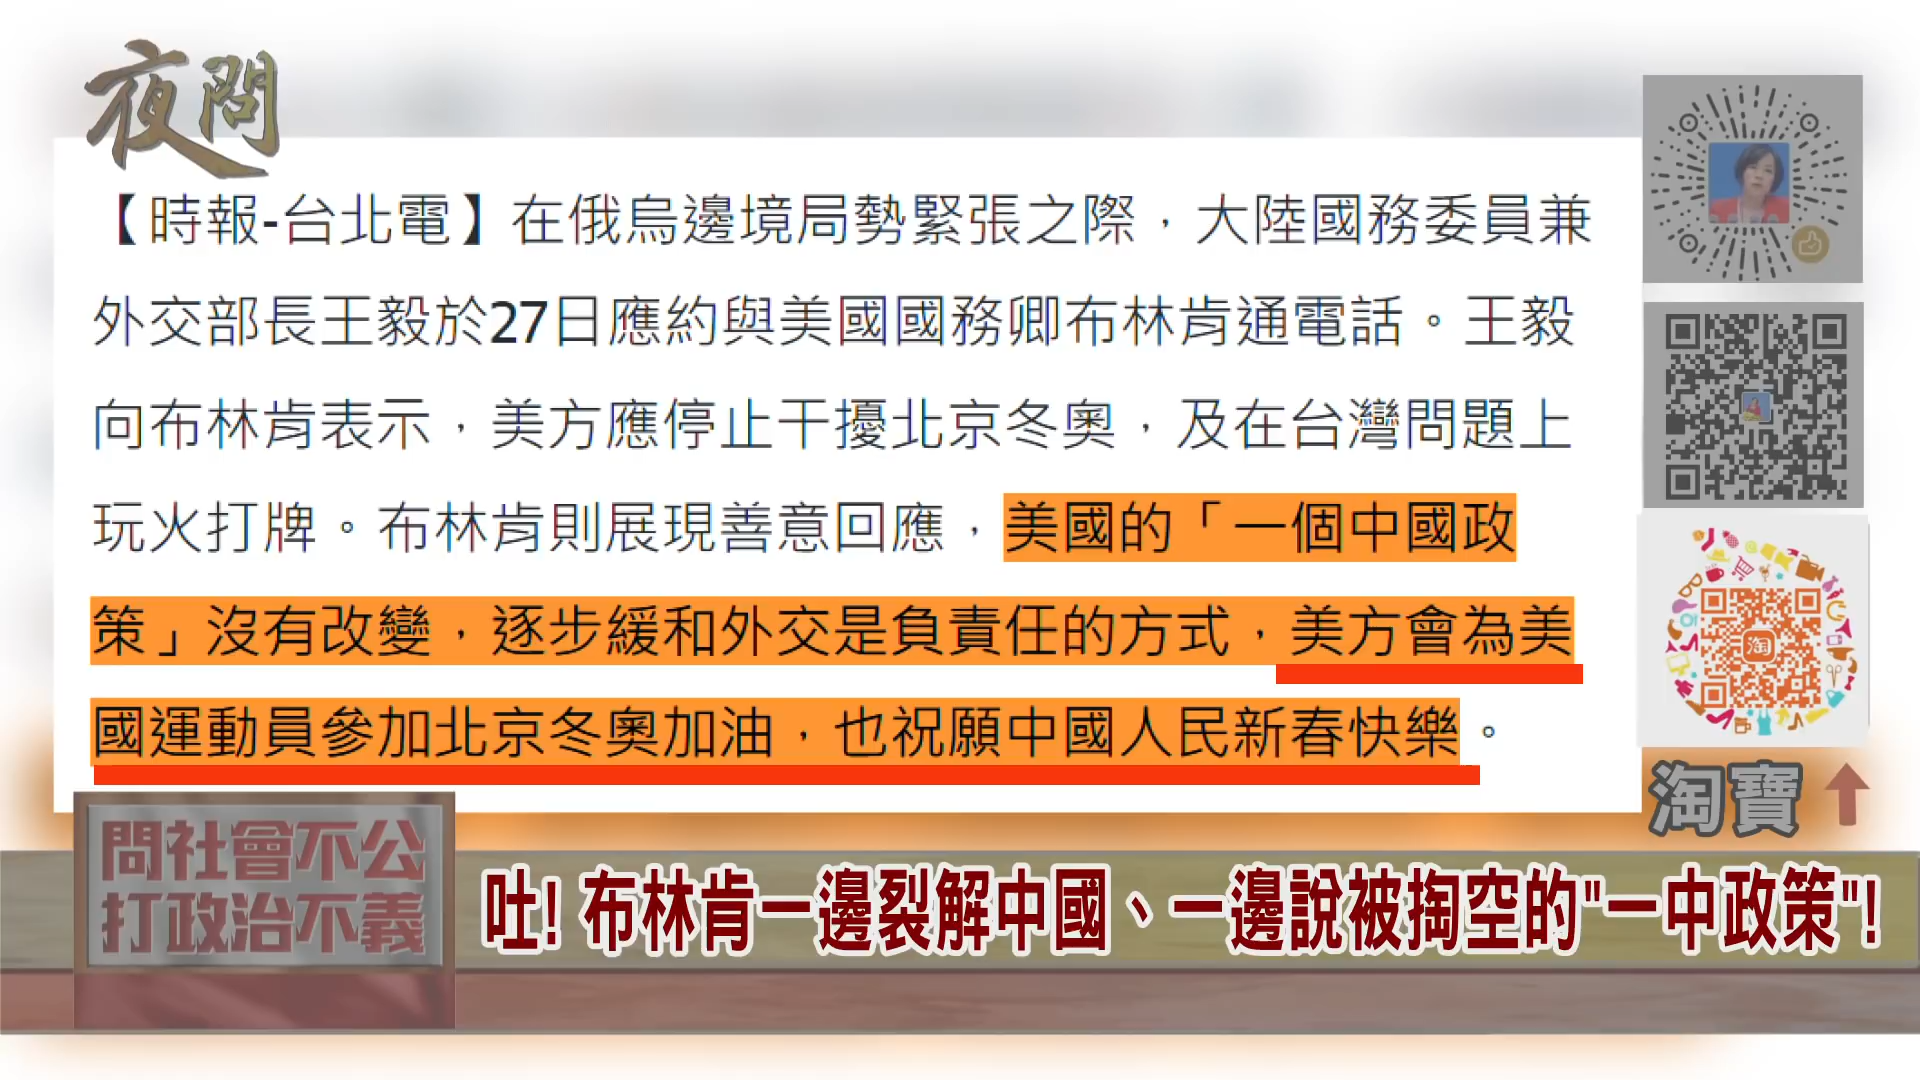 夜問
【時報-台北電】在俄烏邊境局勢緊張之際，大陸國務委員兼
外交部長王毅於27日應約與美國國務卿布林肯通電話。王毅
向布林肯表示，美方應停止干擾北京冬奧，及在台灣問題上
玩火打牌。布林肯則展現善意回應，美國的「一個中國政
策」沒有改變，逐步緩和外交是負責任的方式，美方會為美
國運動員參加北京冬奧加油，也祝願中國人民新春快樂。
淘
淘寶
問社會不公
打政治不義
吐! 布林肯一邊裂解中國、一邊說被掏空的"一中政策"!